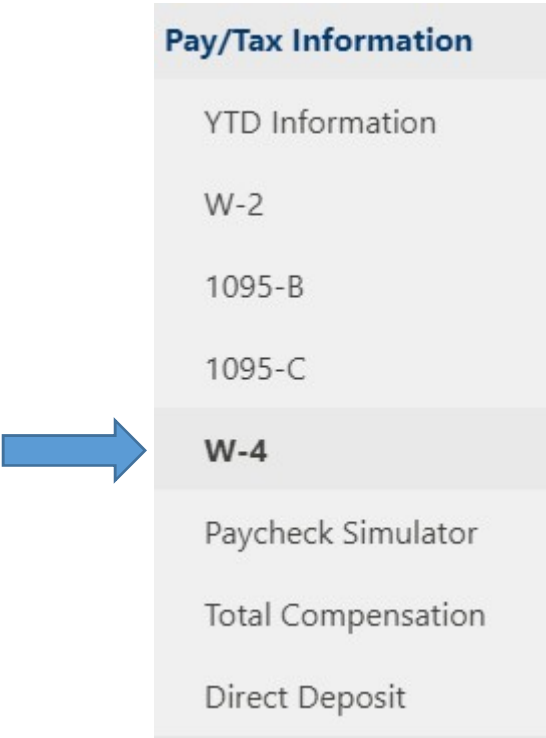 Pay/Tax Information
YTD Information
W-2
1095-B
1095-C
W-4
Paycheck Simulator
Total Compensation
Direct Deposit